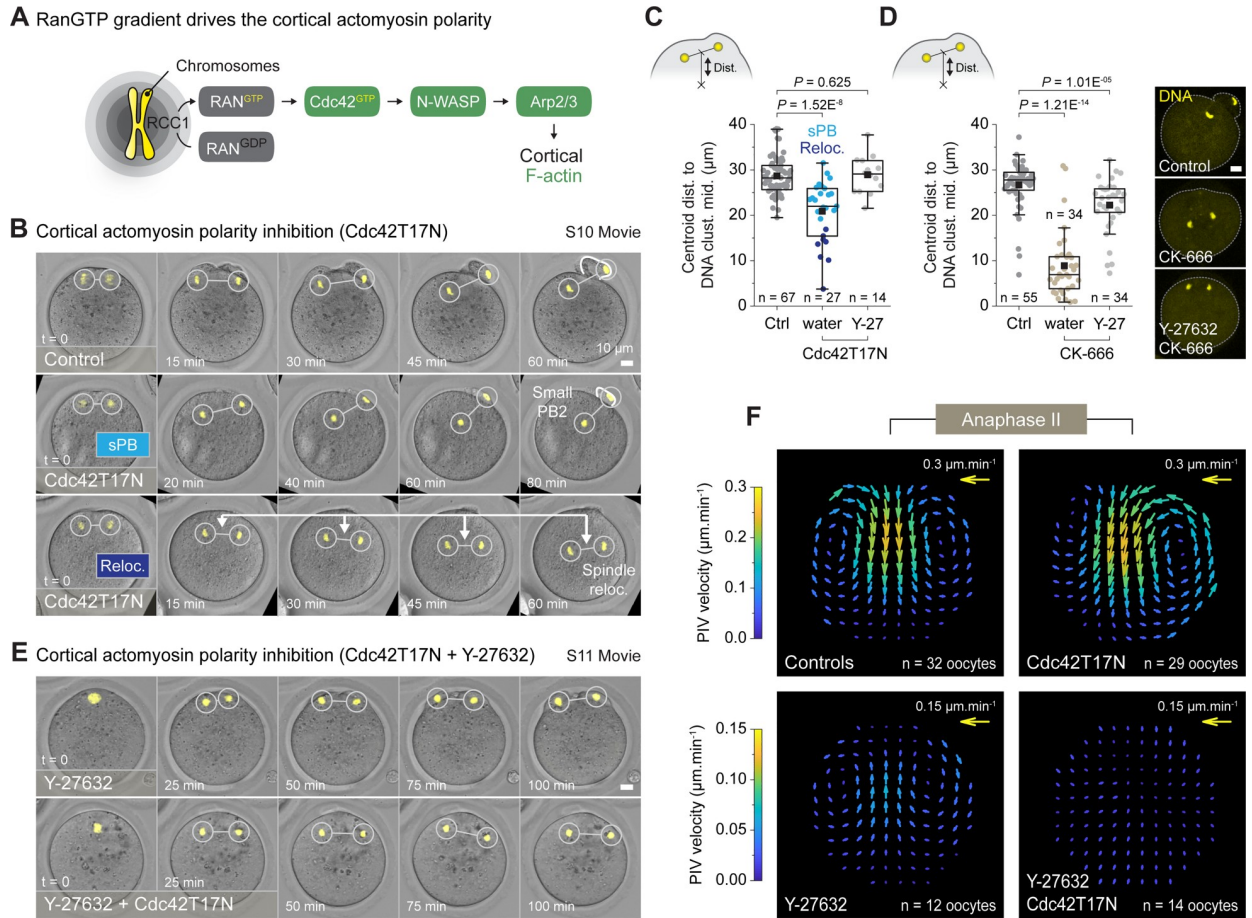 A RanGTP gradient drives the cortical actomyosin polarity
Chromosomes
RCC1
RAN^GTP
Cdc42^GTP
N-WASP
Arp2/3
RAN^GDP
Cortical
F-actin
B Cortical actomyosin polarity inhibition (Cdc42T17N) S10 Movie
t = 0
Control
15 min
30 min
45 min
60 min
10 µm
sPB
t = 0
Cdc42T17N
20 min
40 min
60 min
80 min
Small
PB2
Reloc.
t = 0
Cdc42T17N
15 min
30 min
45 min
60 min
Spindle
reloc.
C
Dist.
P = 0.625
P = 1.52E^-8
sPB
Reloc.
Centroid dist. to
DNA clust. mid. (µm)
40
30
20
10
0
n = 67
n = 27
n = 14
Ctrl
water
Y-27
Cdc42T17N
D
Dist.
P = 1.01E^-05
P = 1.21E^-14
Centroid dist. to
DNA clust. mid. (µm)
40
30
20
10
0
n = 34
n = 55
n = 34
Ctrl
water
Y-27
CK-666
DNA
Control
CK-666
Y-27632
CK-666
E Cortical actomyosin polarity inhibition (Cdc42T17N + Y-27632) S11 Movie
t = 0
Y-27632
25 min
50 min
75 min
100 min
t = 0
Y-27632 + Cdc42T17N
25 min
50 min
75 min
100 min
F
Anaphase II
PIV velocity (µm.min⁻¹)
0.3
0.2
0.1
0.0
0.3 µm.min⁻¹
Controls
n = 32 oocytes
0.3 µm.min⁻¹
Cdc42T17N
n = 29 oocytes
PIV velocity (µm.min⁻¹)
0.15
0.10
0.05
0.00
0.15 µm.min⁻¹
Y-27632
n = 12 oocytes
0.15 µm.min⁻¹
Y-27632
Cdc42T17N
n = 14 oocytes